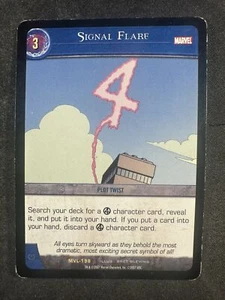 3
SIGNAL FLARE
MARVEL
4
PLOT TWIST
Search your deck for a character card, reveal
it, and put it into your hand. If you put a card into
your hand, discard a character card.
All eyes turn skyward as they behold the most
dramatic, most exciting secret symbol of all!
MVL-188